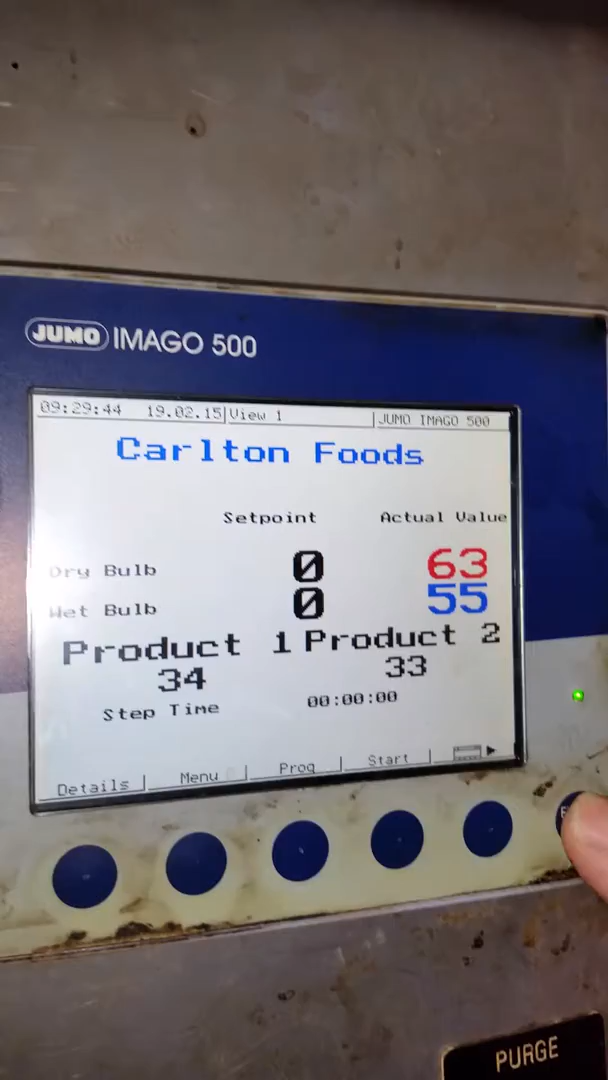 JUMO IMAGO 500
09:29:44 19.02.15 View 1 JUMO IMAGO 500
Carlton Foods
Setpoint Actual Value
Dry Bulb 0 63
Wet Bulb 0 55
Product 1 Product 2
34 33
Step Time 00:00:00
Details Menu Prog Start
PURGE